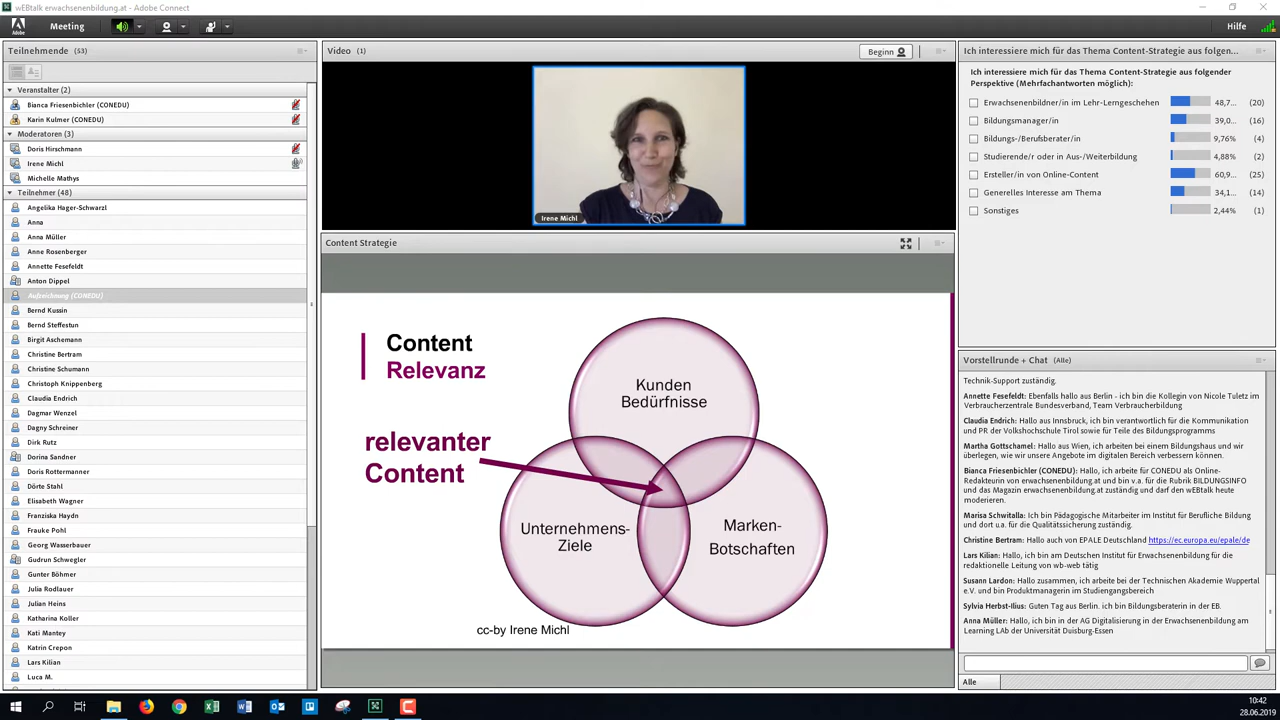 wEBtalk erwachsenenbildung.at - Adobe Connect
Adobe
Meeting
Hilfe
Teilnehmende (53)
Veranstalter (2)
Bianca Friesenbichler (CONEDU)
Karin Kulmer (CONEDU)
Moderatoren (3)
Doris Hirschmann
Irene Michl
Michelle Mathys
Teilnehmer (48)
Angelika Hager-Schwarzl
Anna
Anna Müller
Anne Rosenberger
Annette Fesefeldt
Anton Dippel
Aufzeichnung (CONEDU)
Bernd Kussin
Bernd Steffestun
Birgit Aschemann
Christine Bertram
Christine Schumann
Christoph Knippenberg
Claudia Endrich
Dagmar Wenzel
Dagny Schreiner
Dirk Rutz
Dorina Sandner
Doris Rottermanner
Dörte Stahl
Elisabeth Wagner
Franziska Haydn
Frauke Pohl
Georg Wasserbauer
Gudrun Schwegler
Gunter Böhmer
Julia Rodlauer
Julian Heins
Katharina Koller
Kati Mantey
Katrin Crepon
Lars Kilian
Luca M.
Video (1)
Beginn
Irene Michl
Content Strategie
Content
Relevanz
relevanter
Content
Kunden
Bedürfnisse
Unternehmens-
Ziele
Marken-
Botschaften
cc-by Irene Michl
Ich interessiere mich für das Thema Content-Strategie aus folgen...
Ich interessiere mich für das Thema Content-Strategie aus folgender
Perspektive (Mehrfachantworten möglich):
Erwachsenenbildner/in im Lehr-Lerngeschehen 48,7... (20)
Bildungsmanager/in 39,0... (16)
Bildungs-/Berufsberater/in 9,76% (4)
Studierende/r oder in Aus-/Weiterbildung 4,88% (2)
Ersteller/in von Online-Content 60,9... (25)
Generelles Interesse am Thema 34,1... (14)
Sonstiges 2,44% (1)
Vorstellrunde + Chat (Alle)
Technik-Support zuständig.
Annette Fesefeldt: Ebenfalls hallo aus Berlin - ich bin die Kollegin von Nicole Tuletz im
Verbraucherzentrale Bundesverband, Team Verbraucherbildung
Claudia Endrich: Hallo aus Innsbruck, ich bin verantwortlich für die Kommunikation
und PR der Volkshochschule Tirol sowie für Teile des Bildungsprogramms
Martha Gottschamel: Hallo aus Wien, ich arbeiten bei einem Bildungshaus und wir
überlegen, wie wir unsere Angebote im digitalen Bereich verbessern können.
Bianca Friesenbichler (CONEDU): Hallo, ich arbeite für CONEDU als Online-
Redakteurin von erwachsenenbildung.at und bin v.a. für die Rubrik BILDUNGSINFO
und das Magazin erwachsenenbildung.at zuständig und darf den wEBtalk heute
moderieren.
Marisa Schwitalla: Ich bin Pädagogische Mitarbeiter im Institut für Berufliche Bildung
und dort u.a. für die Qualitätssicherung zuständig.
Christine Bertram: Hallo auch von EPALE Deutschland https://ec.europa.eu/epale/de
Lars Kilian: Hallo, ich bin am Deutschen Institut für Erwachsenenbildung für die
redaktionelle Leitung von wb-web tätig
Susann Lardon: Hallo zusammen, ich arbeite bei der Technischen Akademie Wuppertal
e.V. und bin Produktmanagerin im Studiengangsbereich
Sylvia Herbst-Ilius: Guten Tag aus Berlin. ich bin Bildungsberaterin in der EB.
Anna Müller: Hallo, ich bin in der AG Digitalisierung in der Erwachsenenbildung am
Learning LAb der Universität Duisburg-Essen
Alle
10:42
28.06.2019